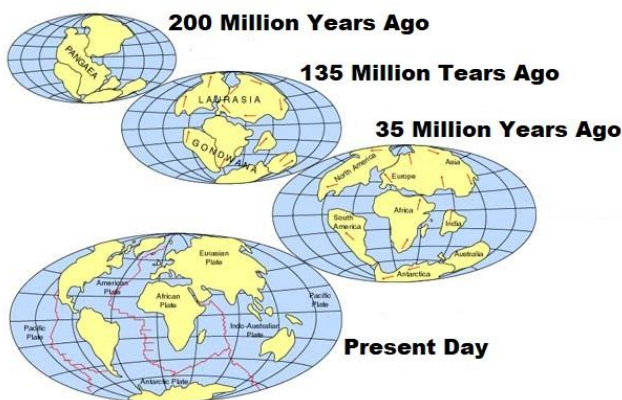 200 Million Years Ago
PANGAEA
135 Million Tears Ago
LAURASIA
GONDWANA
35 Million Years Ago
North America
Asia
Europe
Africa
South
America
India
Australia
Antarctica
Eurasian
Plate
American
Plate
African
Plate
Pacific
Plate
Pacific
Plate
Indo-Australian
Plate
Antarctic Plate
Present Day